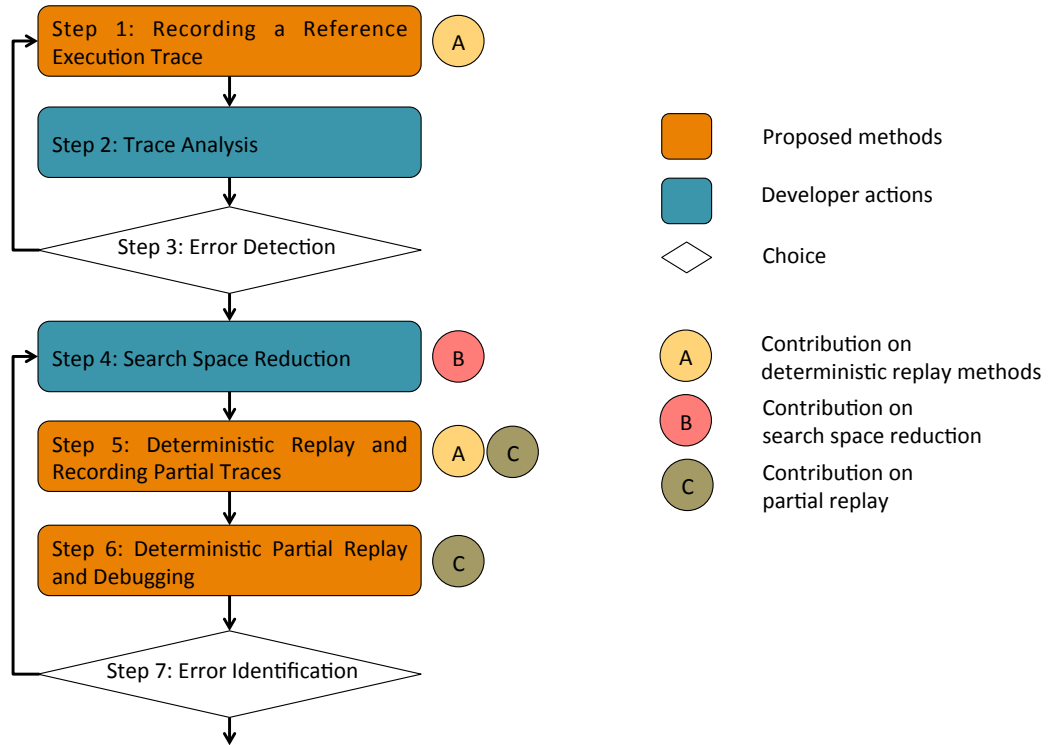 Step 1: Recording a Reference
Execution Trace
A
Step 2: Trace Analysis
Step 3: Error Detection
Step 4: Search Space Reduction
B
Step 5: Deterministic Replay and
Recording Partial Traces
A
C
Step 6: Deterministic Partial Replay
and Debugging
C
Step 7: Error Identification
Proposed methods
Developer actions
Choice
A
Contribution on
deterministic replay methods
B
Contribution on
search space reduction
C
Contribution on
partial replay